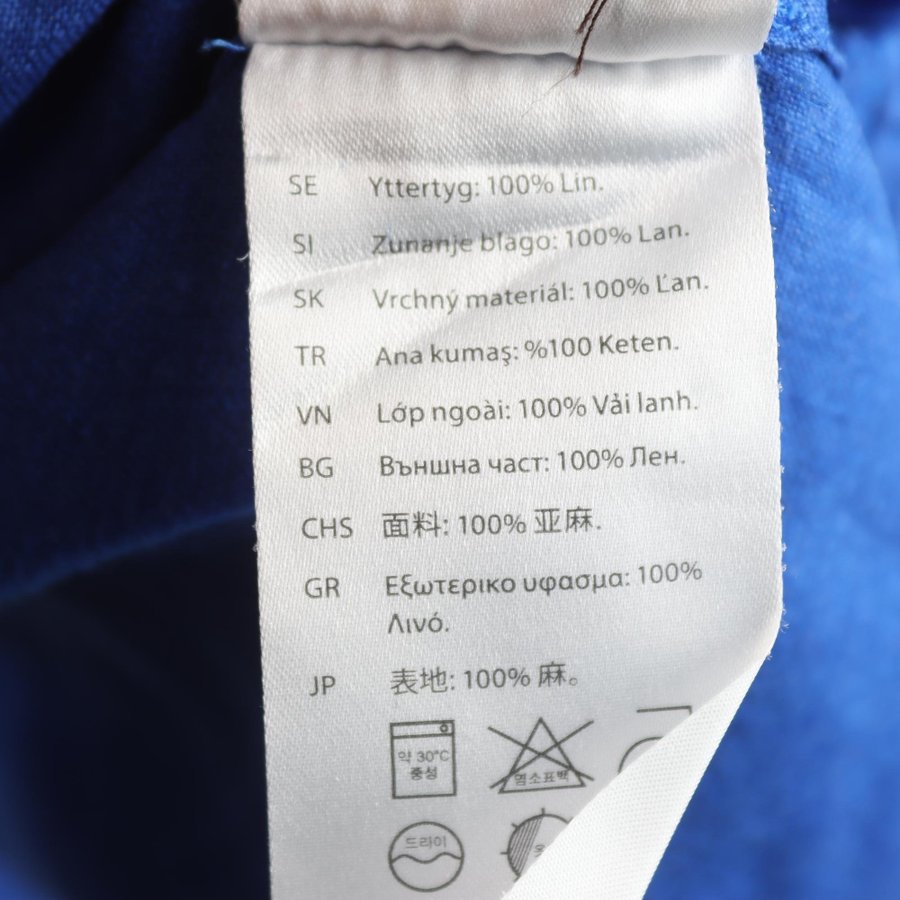 SE Yttertyg: 100% Lin.
SI Zunanje blago: 100% Lan.
SK Vrchný materiál: 100% Ľan.
TR Ana kumaş: %100 Keten.
VN Lớp ngoài: 100% Vải lanh.
BG Външна част: 100% Лен.
CHS 面料: 100% 亚麻.
GR Εξωτερικο υφασμα: 100%
Λινό.
JP 表地: 100% 麻。
약 30°C
중성
염소표백
드라이